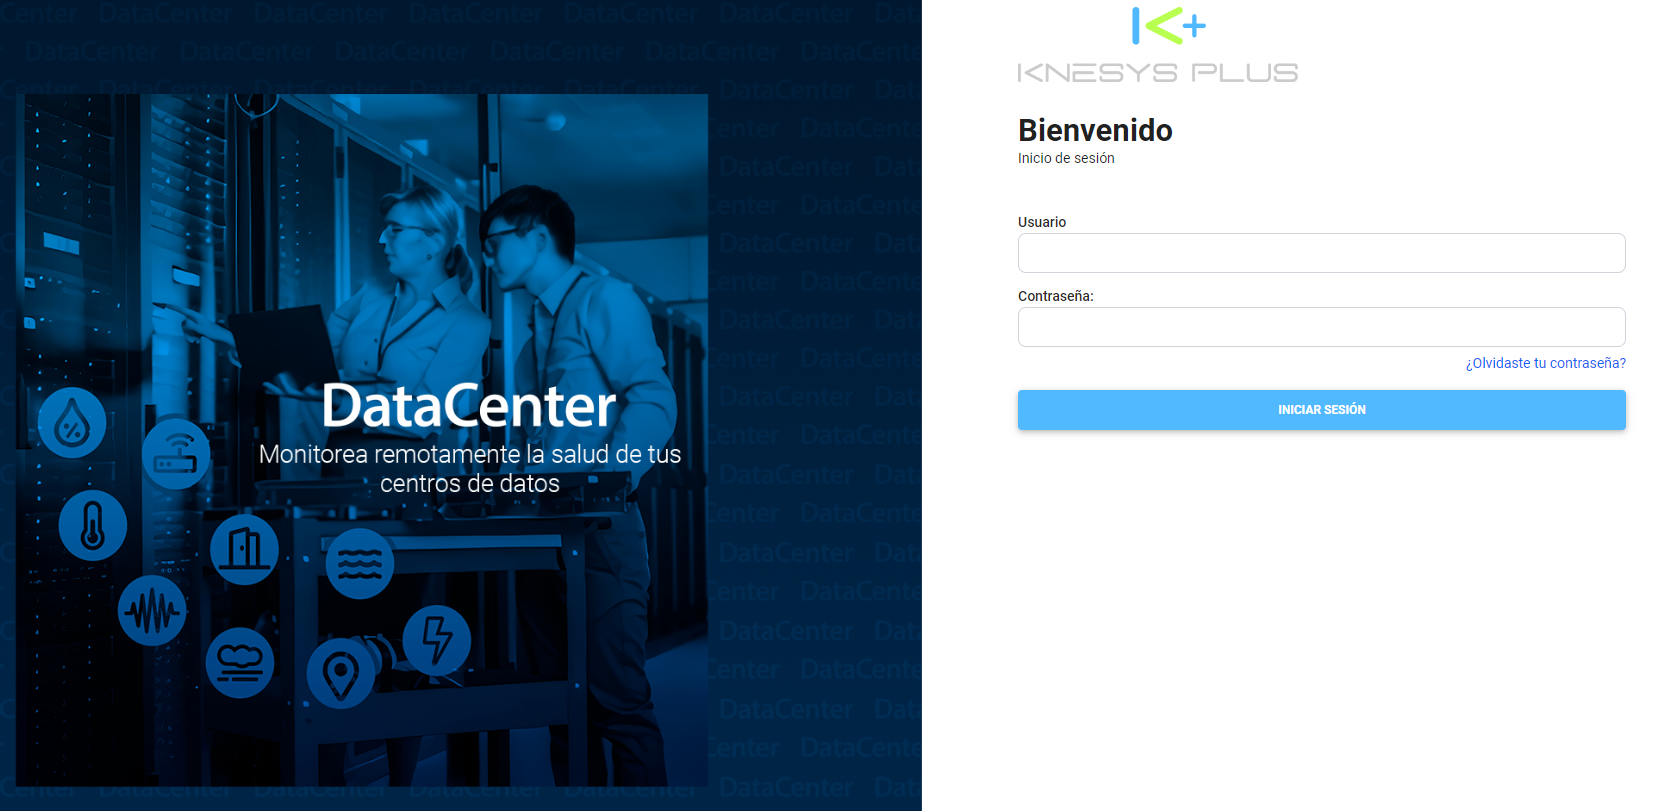 DataCenter
Monitorea remotamente la salud de tus
centros de datos
K+
KNESYS PLUS
Bienvenido
Inicio de sesión
Usuario
Contraseña:
¿Olvidaste tu contraseña?
INICIAR SESIÓN